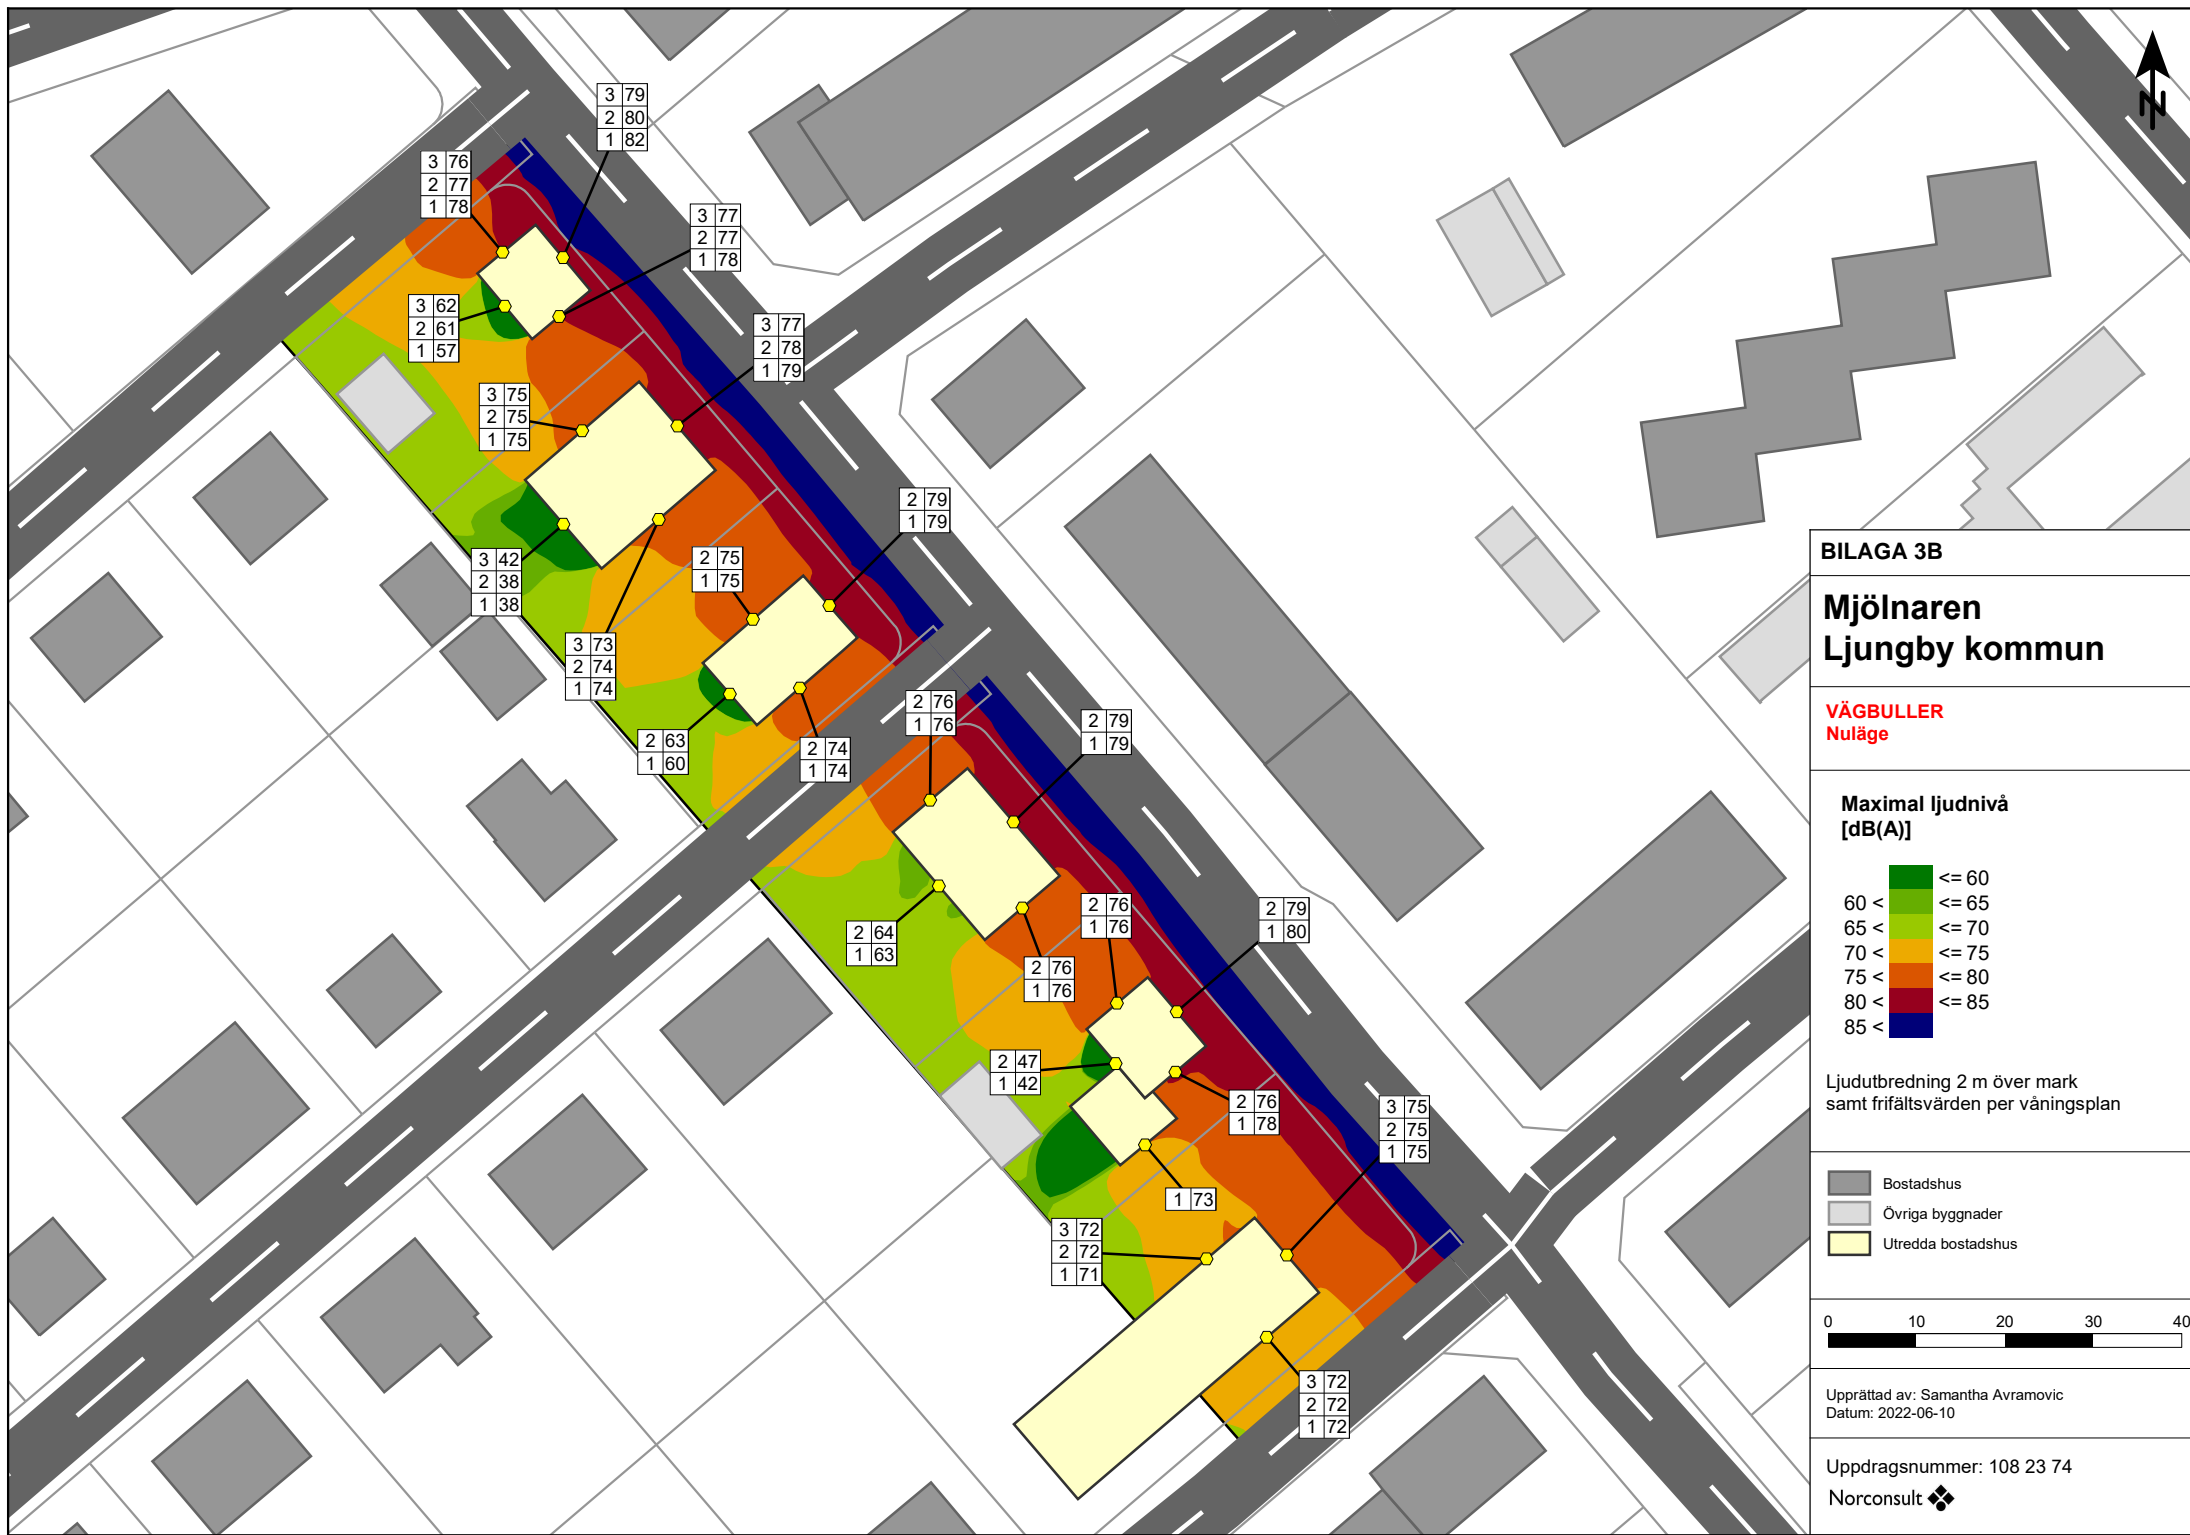 3 79
2 80
1 82
3 76
2 77
1 78
3 77
2 77
1 78
3 62
2 61
1 57
3 77
2 78
1 79
3 75
2 75
1 75
2 79
1 79
3 42
2 38
1 38
2 75
1 75
3 73
2 74
1 74
2 63
1 60
2 74
1 74
2 76
1 76
2 79
1 79
2 64
1 63
2 76
1 76
2 76
1 76
2 79
1 80
2 47
1 42
2 76
1 78
3 75
2 75
1 75
1 73
3 72
2 72
1 71
3 72
2 72
1 72
N
BILAGA 3B
Mjölnaren
Ljungby kommun
VÄGBULLER
Nuläge
Maximal ljudnivå
[dB(A)]
<= 60
60 < <= 65
65 < <= 70
70 < <= 75
75 < <= 80
80 < <= 85
85 <
Ljudutbredning 2 m över mark
samt frifältsvärden per våningsplan
Bostadshus
Övriga byggnader
Utredda bostadshus
0 10 20 30 40
Upprättad av: Samantha Avramovic
Datum: 2022-06-10
Uppdragsnummer: 108 23 74
Norconsult